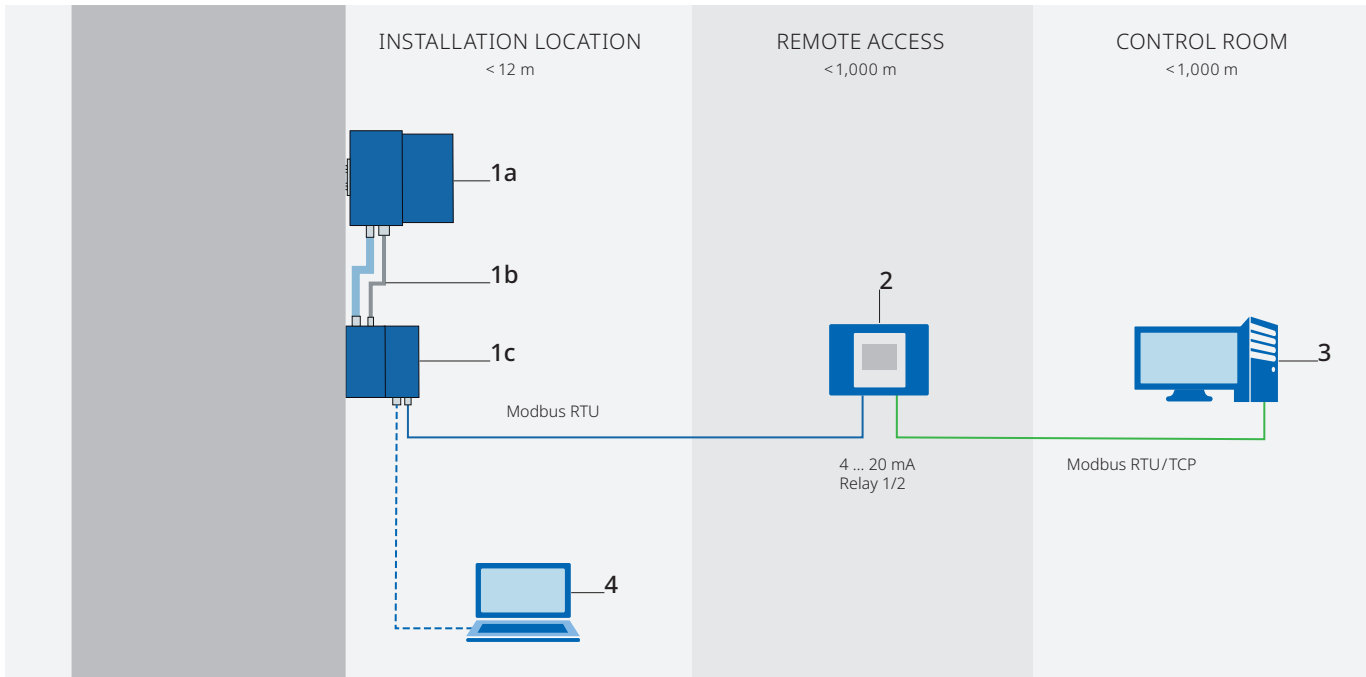 INSTALLATION LOCATION
< 12 m
REMOTE ACCESS
< 1,000 m
CONTROL ROOM
< 1,000 m
1a
1b
2
1c
3
Modbus RTU
4 ... 20 mA
Relay 1/2
Modbus RTU/TCP
4